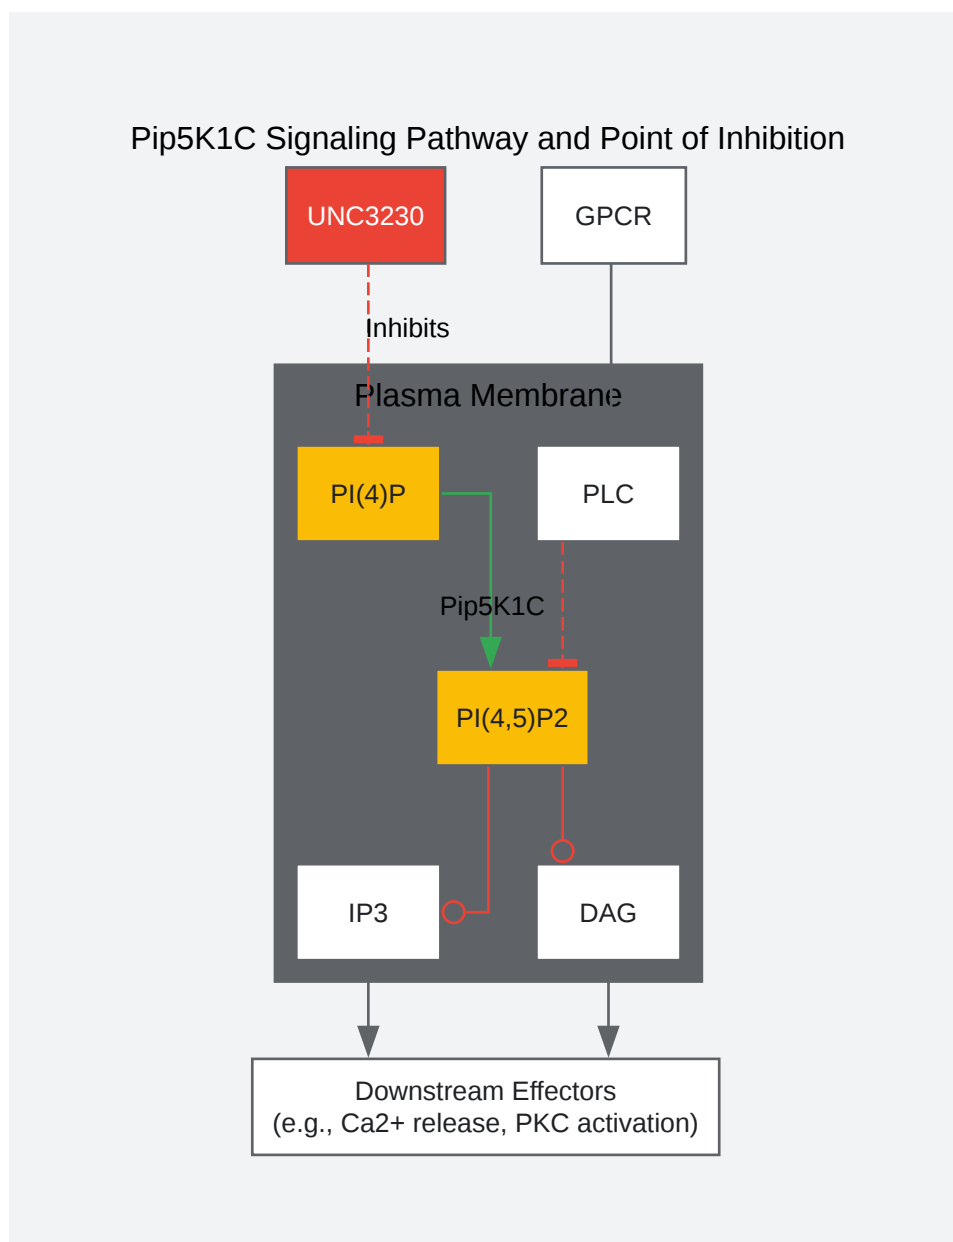 Pip5K1C Signaling Pathway and Point of Inhibition
UNC3230
GPCR
Inhibits
Plasma Membrane
PI(4)P
PLC
Pip5K1C
PI(4,5)P2
IP3
DAG
Downstream Effectors
(e.g., Ca2+ release, PKC activation)